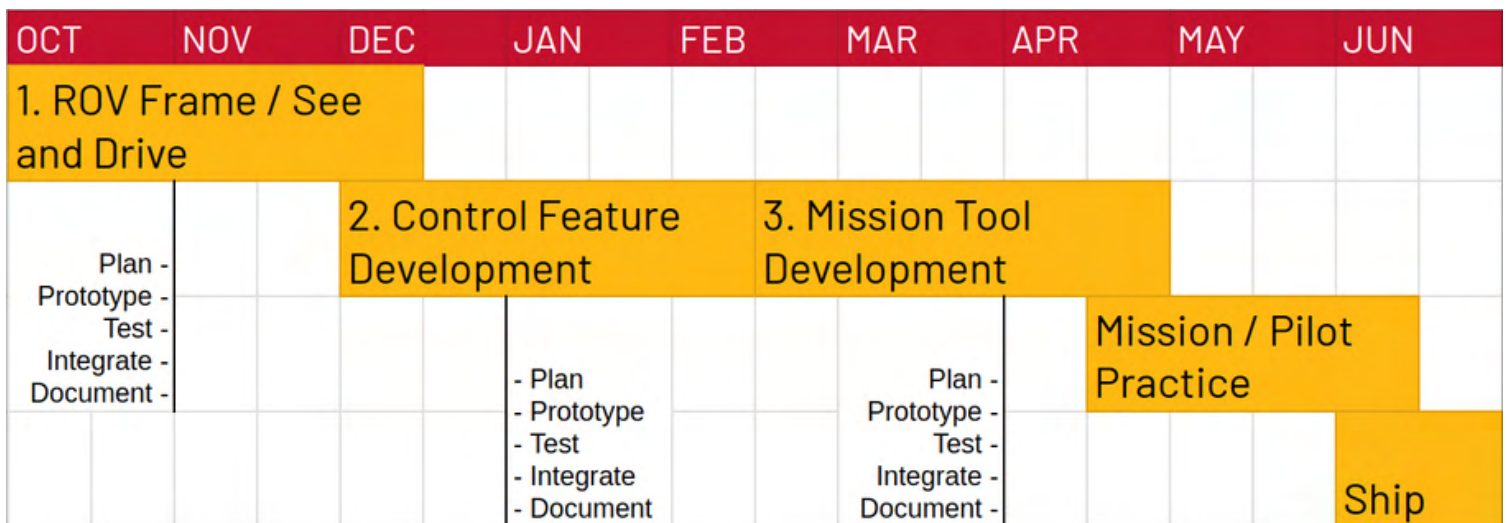 OCT NOV DEC JAN FEB MAR APR MAY JUN
1. ROV Frame / See
and Drive
2. Control Feature
Development
3. Mission Tool
Development
Plan -
Prototype -
Test -
Integrate -
Document -
Mission / Pilot
Practice
- Plan
- Prototype
- Test
- Integrate
- Document
Plan -
Prototype -
Test -
Integrate -
Document -
Ship